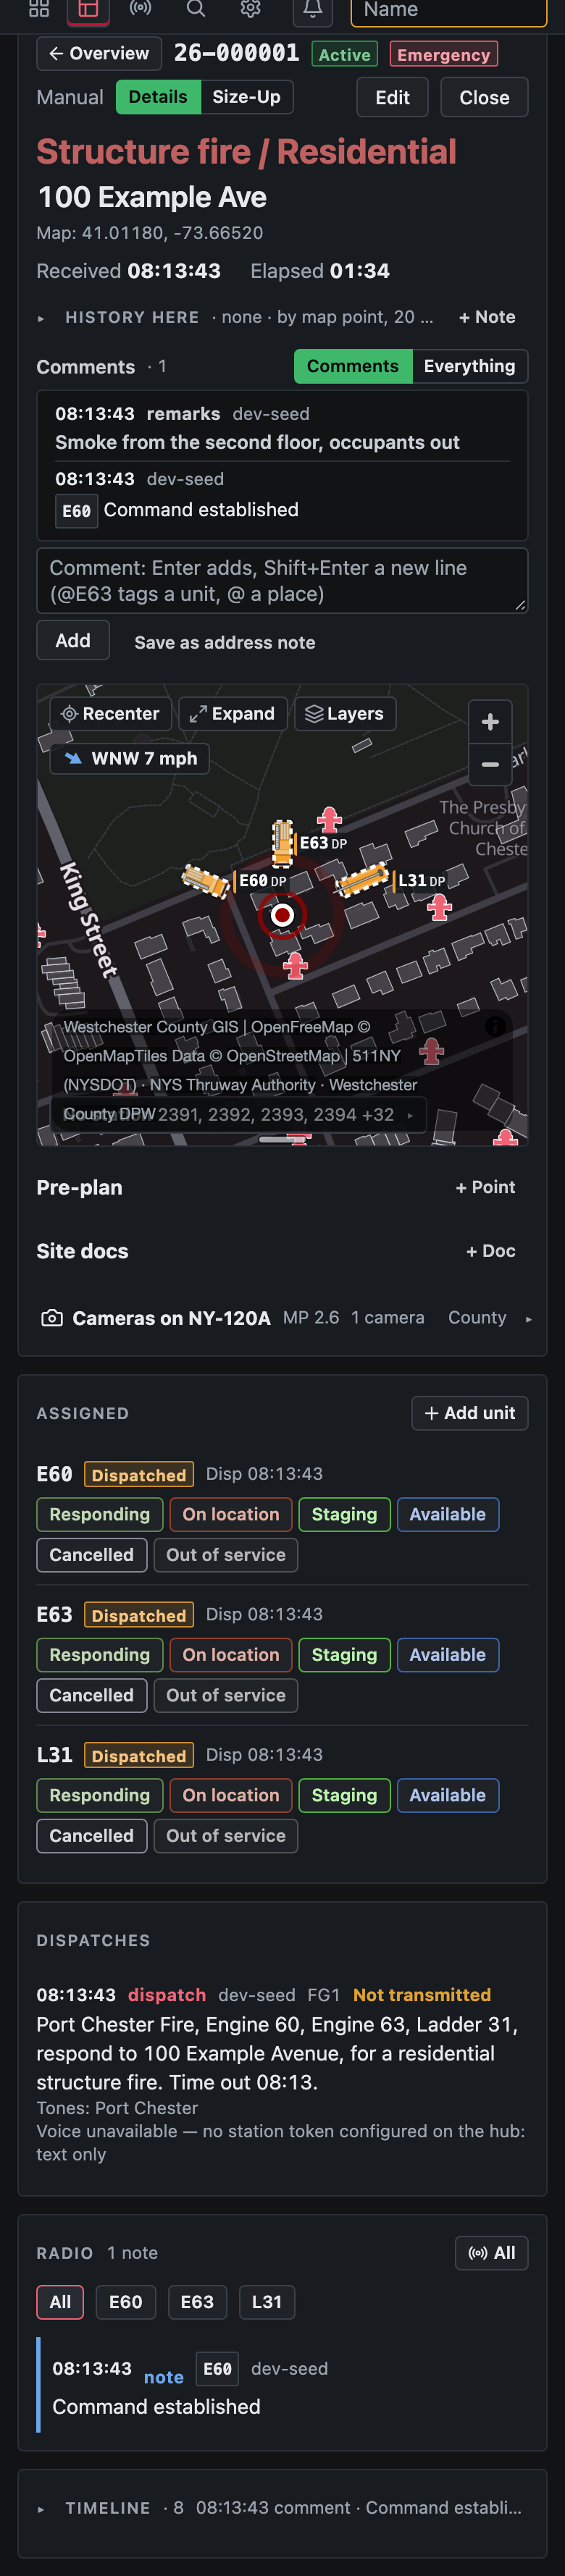 Name
← Overview 26-000001 Active Emergency
Manual Details Size-Up Edit Close
Structure fire / Residential
100 Example Ave
Map: 41.01180, -73.66520
Received 08:13:43 Elapsed 01:34
▸ HISTORY HERE · none · by map point, 20 ... + Note
Comments · 1 Comments Everything
08:13:43 remarks dev-seed
Smoke from the second floor, occupants out
08:13:43 dev-seed
E60 Command established
Comment: Enter adds, Shift+Enter a new line
(@E63 tags a unit, @ a place)
Add Save as address note
Recenter Expand Layers +
WNW 7 mph −
The Presby
Church of
Cheste
E63 DP
E60 DP L31 DP
King Street
Westchester County GIS | OpenFreeMap ©
OpenMapTiles Data © OpenStreetMap | 511NY
(NYSDOT) · NYS Thruway Authority · Westchester
County DPW
2391, 2392, 2393, 2394 +32 ▸
Pre-plan + Point
Site docs + Doc
Cameras on NY-120A MP 2.6 1 camera County ▸
ASSIGNED + Add unit
E60 Dispatched Disp 08:13:43
Responding On location Staging Available
Cancelled Out of service
E63 Dispatched Disp 08:13:43
Responding On location Staging Available
Cancelled Out of service
L31 Dispatched Disp 08:13:43
Responding On location Staging Available
Cancelled Out of service
DISPATCHES
08:13:43 dispatch dev-seed FG1 Not transmitted
Port Chester Fire, Engine 60, Engine 63, Ladder 31,
respond to 100 Example Avenue, for a residential
structure fire. Time out 08:13.
Tones: Port Chester
Voice unavailable — no station token configured on the hub:
text only
RADIO 1 note All
All E60 E63 L31
08:13:43 note E60 dev-seed
Command established
▸ TIMELINE · 8 08:13:43 comment · Command establi...